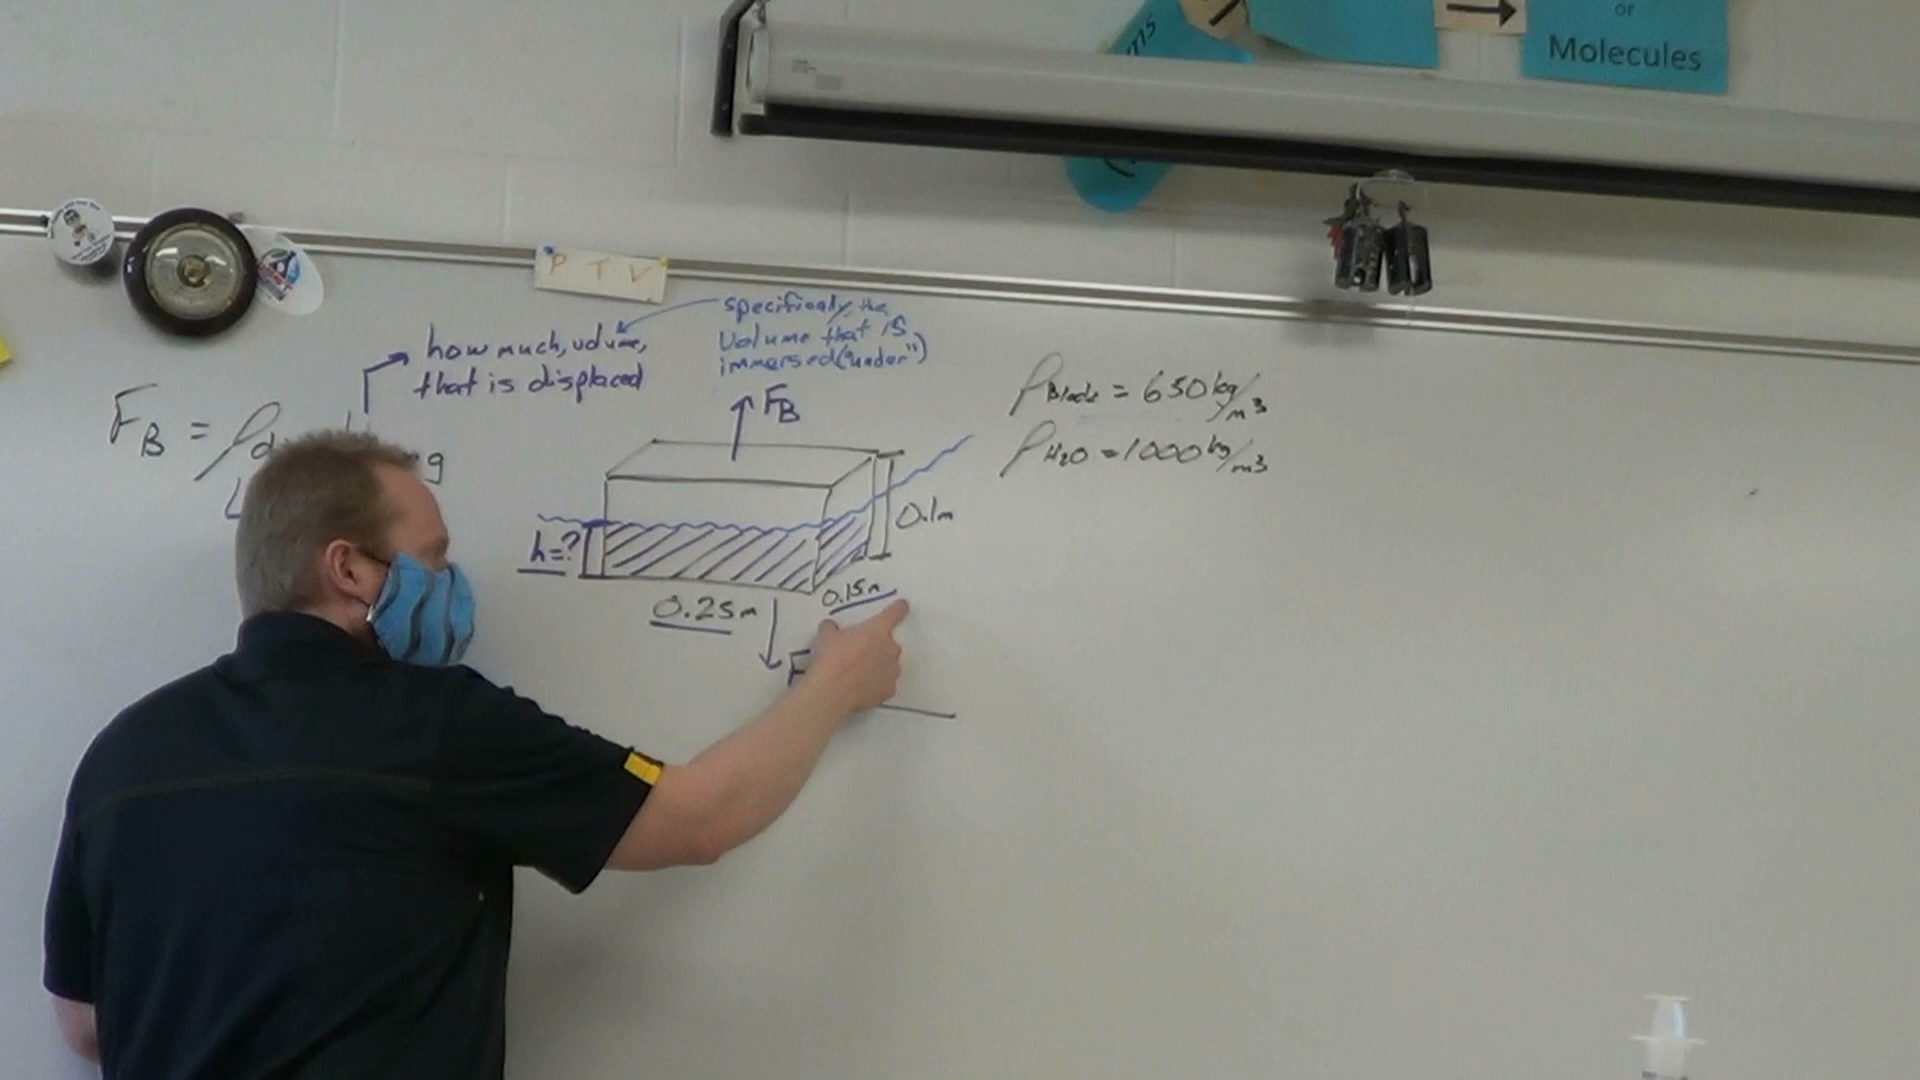 or
Molecules
P T V
specifically, the
volume that is
immersed ("under")
how much, volume,
that is displaced
F_B = ρ
g
F_B
ρ_Block = 650 kg/m³
ρ_H2O = 1000 kg/m³
h=?
0.1m
0.15m
0.25m
F